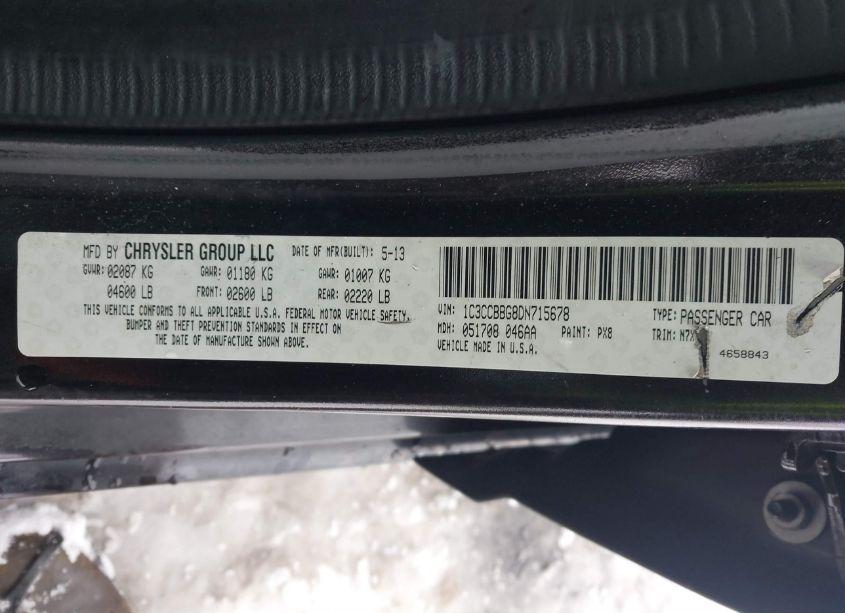 MFD BY CHRYSLER GROUP LLC DATE OF MFR(BUILT): 5-13
GVWR: 02087 KG GAWR: 01180 KG GAWR: 01007 KG
04600 LB FRONT: 02600 LB REAR: 02220 LB
THIS VEHICLE CONFORMS TO ALL APPLICABLE U.S.A. FEDERAL MOTOR VEHICLE SAFETY,
BUMPER AND THEFT PREVENTION STANDARDS IN EFFECT ON
THE DATE OF MANUFACTURE SHOWN ABOVE.
VIN: 1C3CCBBG8DN715678 TYPE: PASSENGER CAR
MDH: 051708 046AA PAINT: PX8 TRIM:
VEHICLE MADE IN U.S.A. 4658843